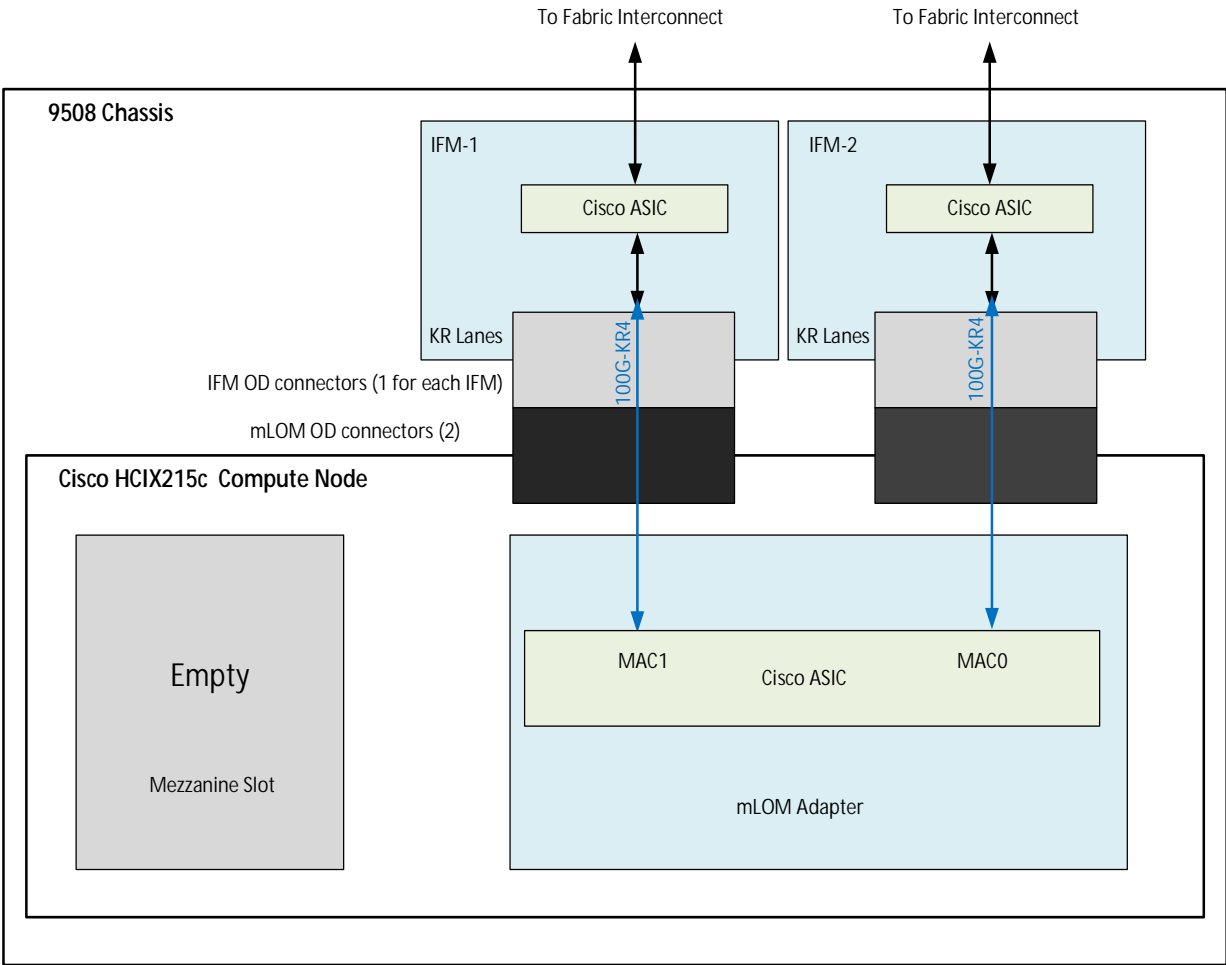 To Fabric Interconnect
To Fabric Interconnect
9508 Chassis
IFM-1
IFM-2
Cisco ASIC
Cisco ASIC
KR Lanes
100G-KR4
KR Lanes
100G-KR4
IFM OD connectors (1 for each IFM)
mLOM OD connectors (2)
Cisco HCIX215c Compute Node
Empty
Mezzanine Slot
MAC1
MAC0
Cisco ASIC
mLOM Adapter